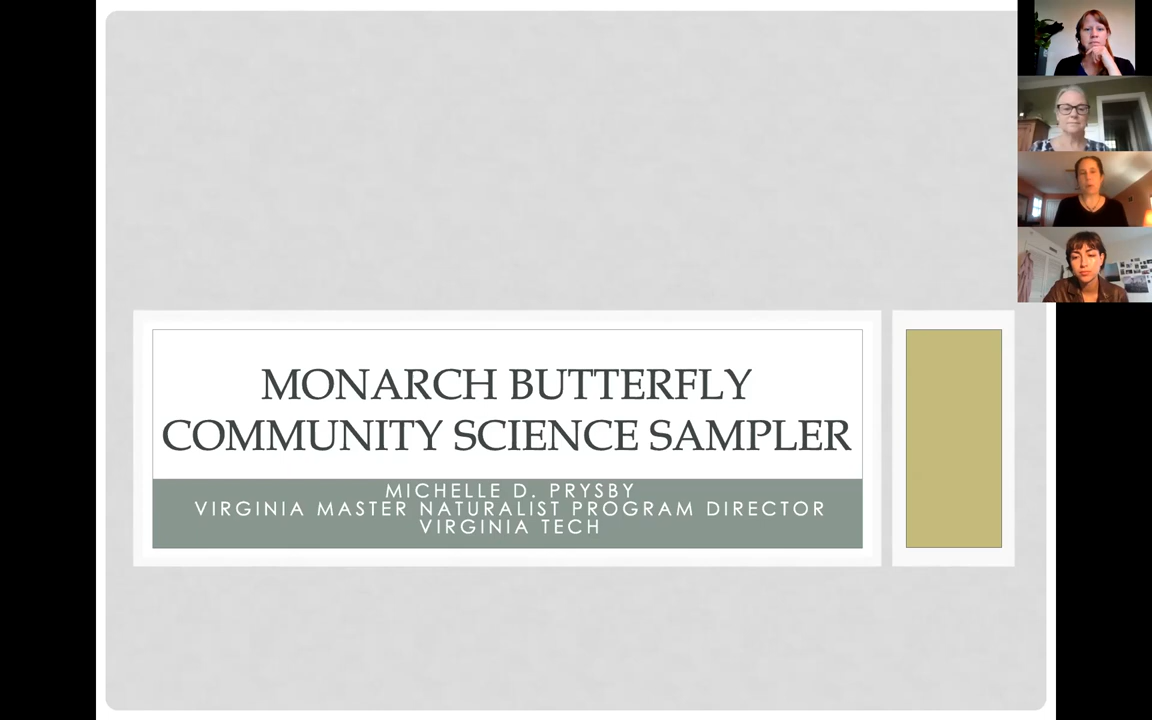 MONARCH BUTTERFLY
COMMUNITY SCIENCE SAMPLER
MICHELLE D. PRYSBY
VIRGINIA MASTER NATURALIST PROGRAM DIRECTOR
VIRGINIA TECH